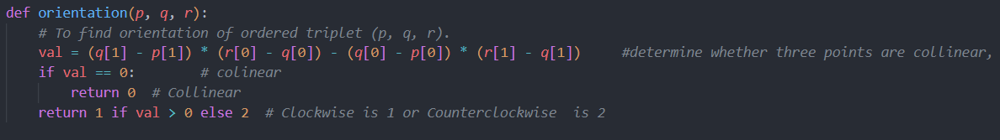 def orientation(p, q, r):
    # To find orientation of ordered triplet (p, q, r).
    val = (q[1] - p[1]) * (r[0] - q[0]) - (q[0] - p[0]) * (r[1] - q[1])     #determine whether three points are collinear,
    if val == 0:        # colinear
        return 0  # Collinear
    return 1 if val > 0 else 2  # Clockwise is 1 or Counterclockwise  is 2